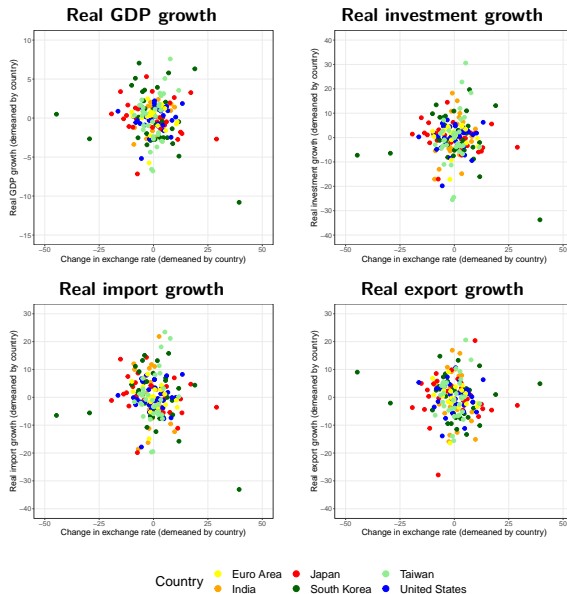 Real GDP growth
Real GDP growth (demeaned by country)
10
5
0
−5
−10
−15
−50
−25
0
25
50
Change in exchange rate (demeaned by country)
Real investment growth
Real investment growth (demeaned by country)
40
30
20
10
0
−10
−20
−30
−40
−50
−25
0
25
50
Change in exchange rate (demeaned by country)
Real import growth
Real import growth (demeaned by country)
30
20
10
0
−10
−20
−30
−40
−50
−25
0
25
50
Change in exchange rate (demeaned by country)
Real export growth
Real export growth (demeaned by country)
30
20
10
0
−10
−20
−30
−40
−50
−25
0
25
50
Change in exchange rate (demeaned by country)
Country
Euro Area
Japan
Taiwan
India
South Korea
United States